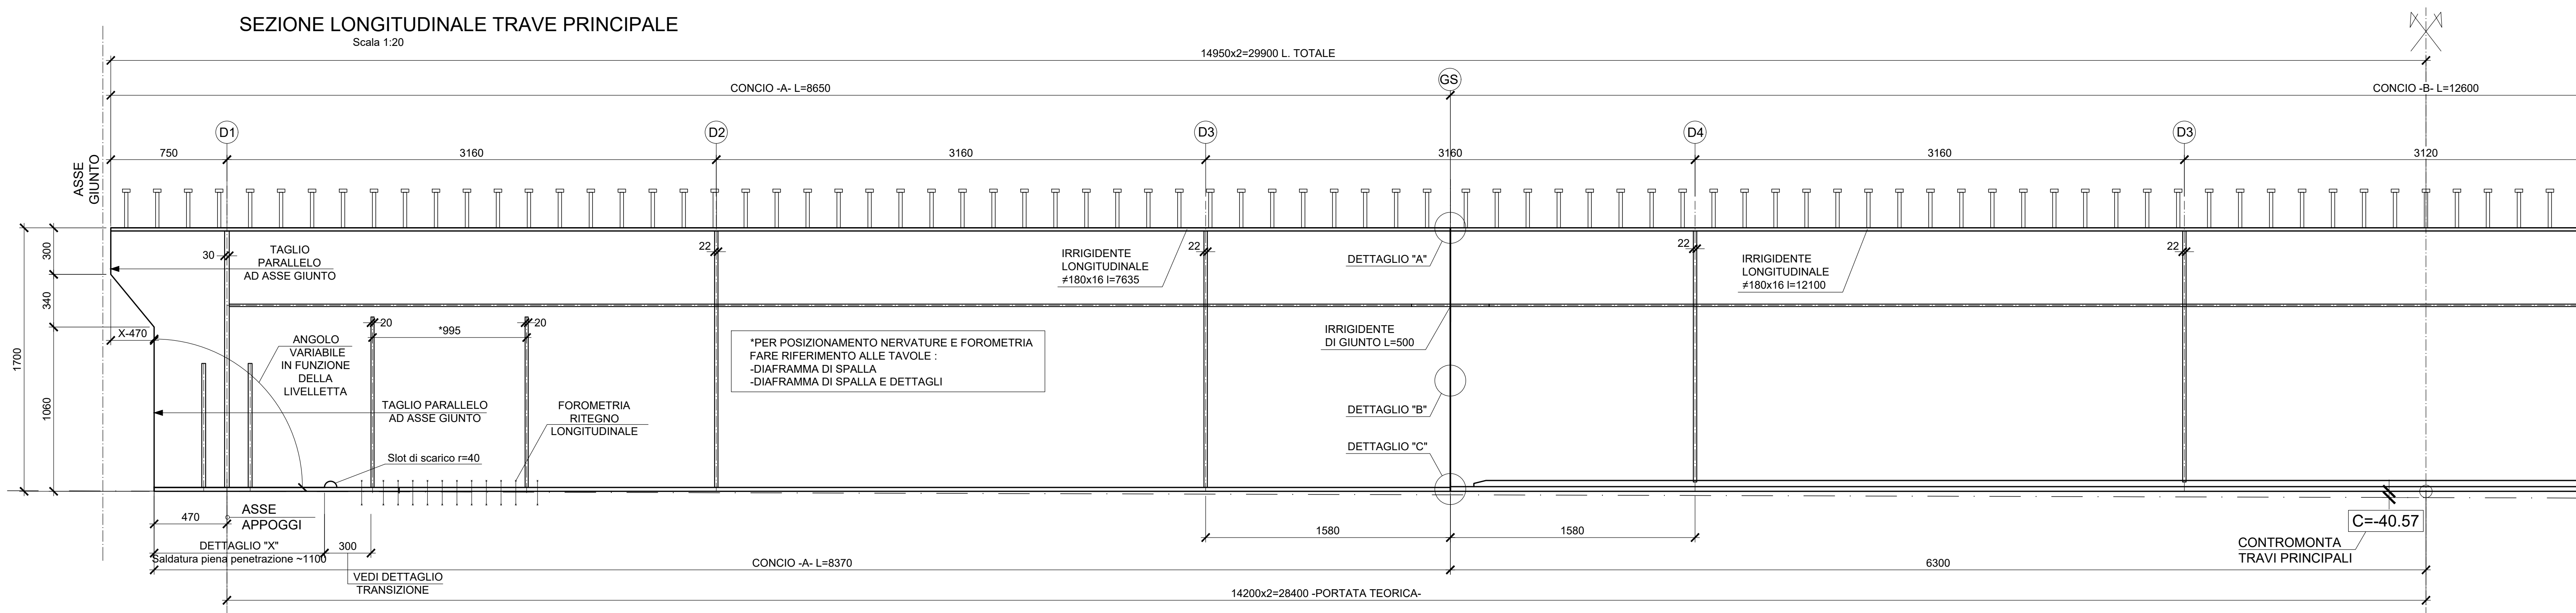 SEZIONE LONGITUDINALE TRAVE PRINCIPALE
Scala 1:20
14950x2=29900 L. TOTALE
CONCIO -A- L=8650
GS
CONCIO -B- L=12600
D1
D2
D3
D4
D3
ASSE
GIUNTO
750
3160
3160
3160
3160
3120
300
340
1060
1700
X-470
TAGLIO
PARALLELO
AD ASSE GIUNTO
30
22
22
22
22
IRRIGIDENTE
LONGITUDINALE
≠180x16 l=7635
DETTAGLIO "A"
IRRIGIDENTE
LONGITUDINALE
≠180x16 l=12100
20
*995
20
ANGOLO
VARIABILE
IN FUNZIONE
DELLA
LIVELLETTA
*PER POSIZIONAMENTO NERVATURE E FOROMETRIA
FARE RIFERIMENTO ALLE TAVOLE :
-DIAFRAMMA DI SPALLA
-DIAFRAMMA DI SPALLA E DETTAGLI
IRRIGIDENTE
DI GIUNTO L=500
TAGLIO PARALLELO
AD ASSE GIUNTO
FOROMETRIA
RITEGNO
LONGITUDINALE
DETTAGLIO "B"
DETTAGLIO "C"
Slot di scarico r=40
470
ASSE
APPOGGI
DETTAGLIO "X"
Saldatura piena penetrazione ~1100
300
VEDI DETTAGLIO
TRANSIZIONE
1580
1580
C=-40.57
CONTROMONTA
TRAVI PRINCIPALI
CONCIO -A- L=8370
6300
14200x2=28400 -PORTATA TEORICA-